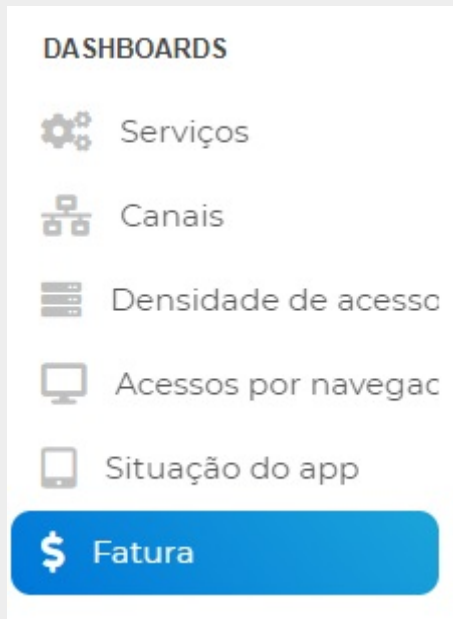 DASHBOARDS
Serviços
Canais
Densidade de acesso
Acessos por navegac
Situação do app
$ Fatura